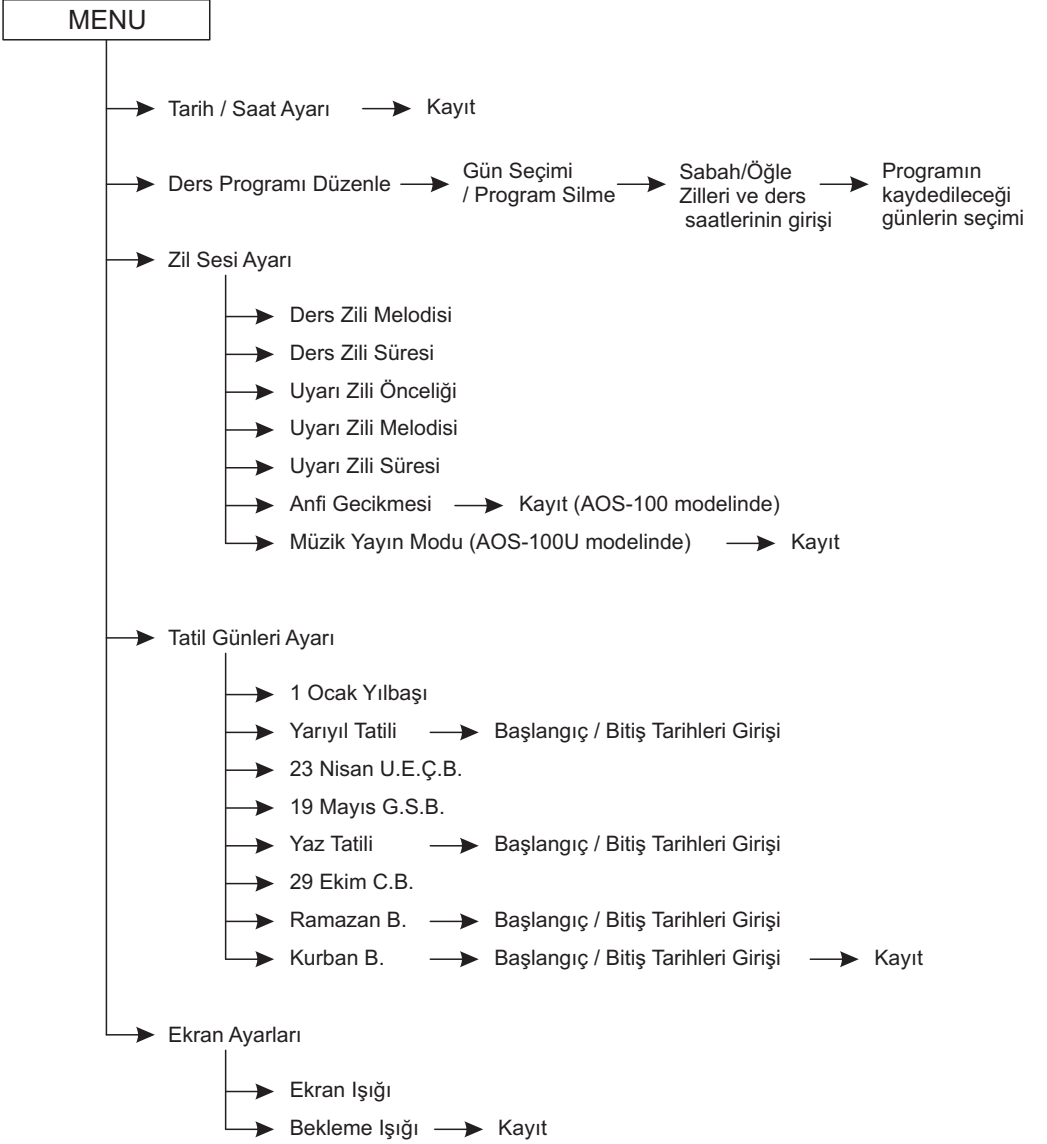 MENU
Tarih / Saat Ayarı Kayıt
Ders Programı Düzenle
Gün Seçimi
/ Program Silme
Sabah/Öğle
Zilleri ve ders
saatlerinin girişi
Programın
kaydedileceği
günlerin seçimi
Zil Sesi Ayarı
Ders Zili Melodisi
Ders Zili Süresi
Uyarı Zili Önceliği
Uyarı Zili Melodisi
Uyarı Zili Süresi
Anfi Gecikmesi Kayıt (AOS-100 modelinde)
Müzik Yayın Modu (AOS-100U modelinde) Kayıt
Tatil Günleri Ayarı
1 Ocak Yılbaşı
Yarıyıl Tatili Başlangıç / Bitiş Tarihleri Girişi
23 Nisan U.E.Ç.B.
19 Mayıs G.S.B.
Yaz Tatili Başlangıç / Bitiş Tarihleri Girişi
29 Ekim C.B.
Ramazan B. Başlangıç / Bitiş Tarihleri Girişi
Kurban B. Başlangıç / Bitiş Tarihleri Girişi Kayıt
Ekran Ayarları
Ekran Işığı
Bekleme Işığı Kayıt